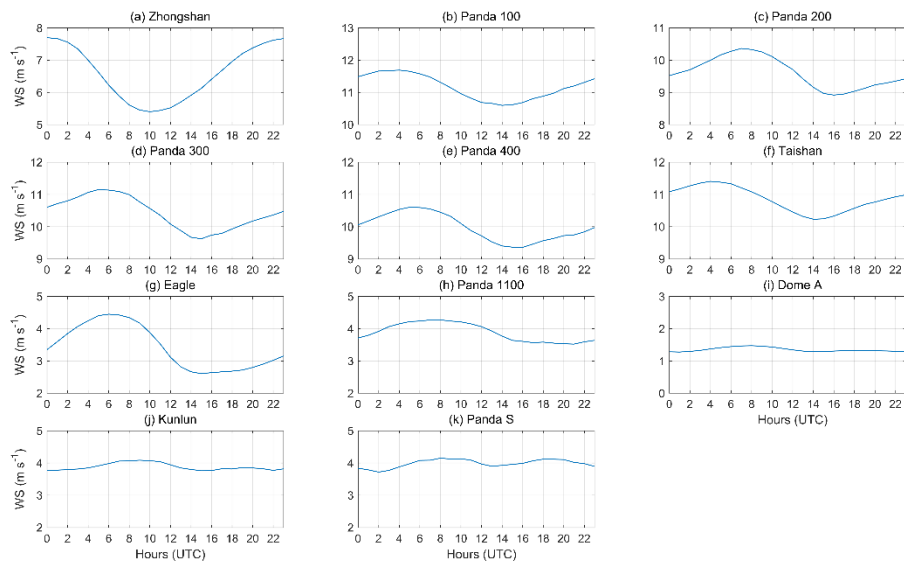 (a) Zhongshan
(b) Panda 100
(c) Panda 200
8
7
6
5
WS (m s⁻¹)
0 2 4 6 8 10 12 14 16 18 20 22
13
12
11
10
0 2 4 6 8 10 12 14 16 18 20 22
11
10
9
8
0 2 4 6 8 10 12 14 16 18 20 22
(d) Panda 300
(e) Panda 400
(f) Taishan
12
11
10
9
WS (m s⁻¹)
0 2 4 6 8 10 12 14 16 18 20 22
12
11
10
9
0 2 4 6 8 10 12 14 16 18 20 22
12
11
10
9
0 2 4 6 8 10 12 14 16 18 20 22
(g) Eagle
(h) Panda 1100
(i) Dome A
5
4
3
2
WS (m s⁻¹)
0 2 4 6 8 10 12 14 16 18 20 22
5
4
3
2
0 2 4 6 8 10 12 14 16 18 20 22
3
2
1
0
0 2 4 6 8 10 12 14 16 18 20 22
Hours (UTC)
(j) Kunlun
(k) Panda S
5
4
3
2
WS (m s⁻¹)
0 2 4 6 8 10 12 14 16 18 20 22
Hours (UTC)
5
4
3
2
0 2 4 6 8 10 12 14 16 18 20 22
Hours (UTC)